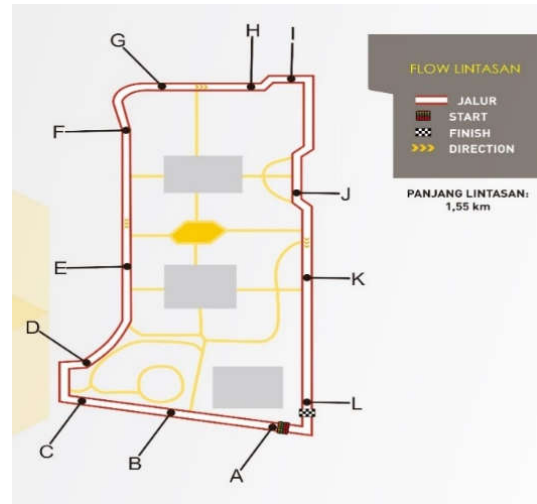 G
H
I
F
J
E
K
D
C
B
A
L
FLOW LINTASAN
JALUR
START
FINISH
>>> DIRECTION
PANJANG LINTASAN:
1,55 km